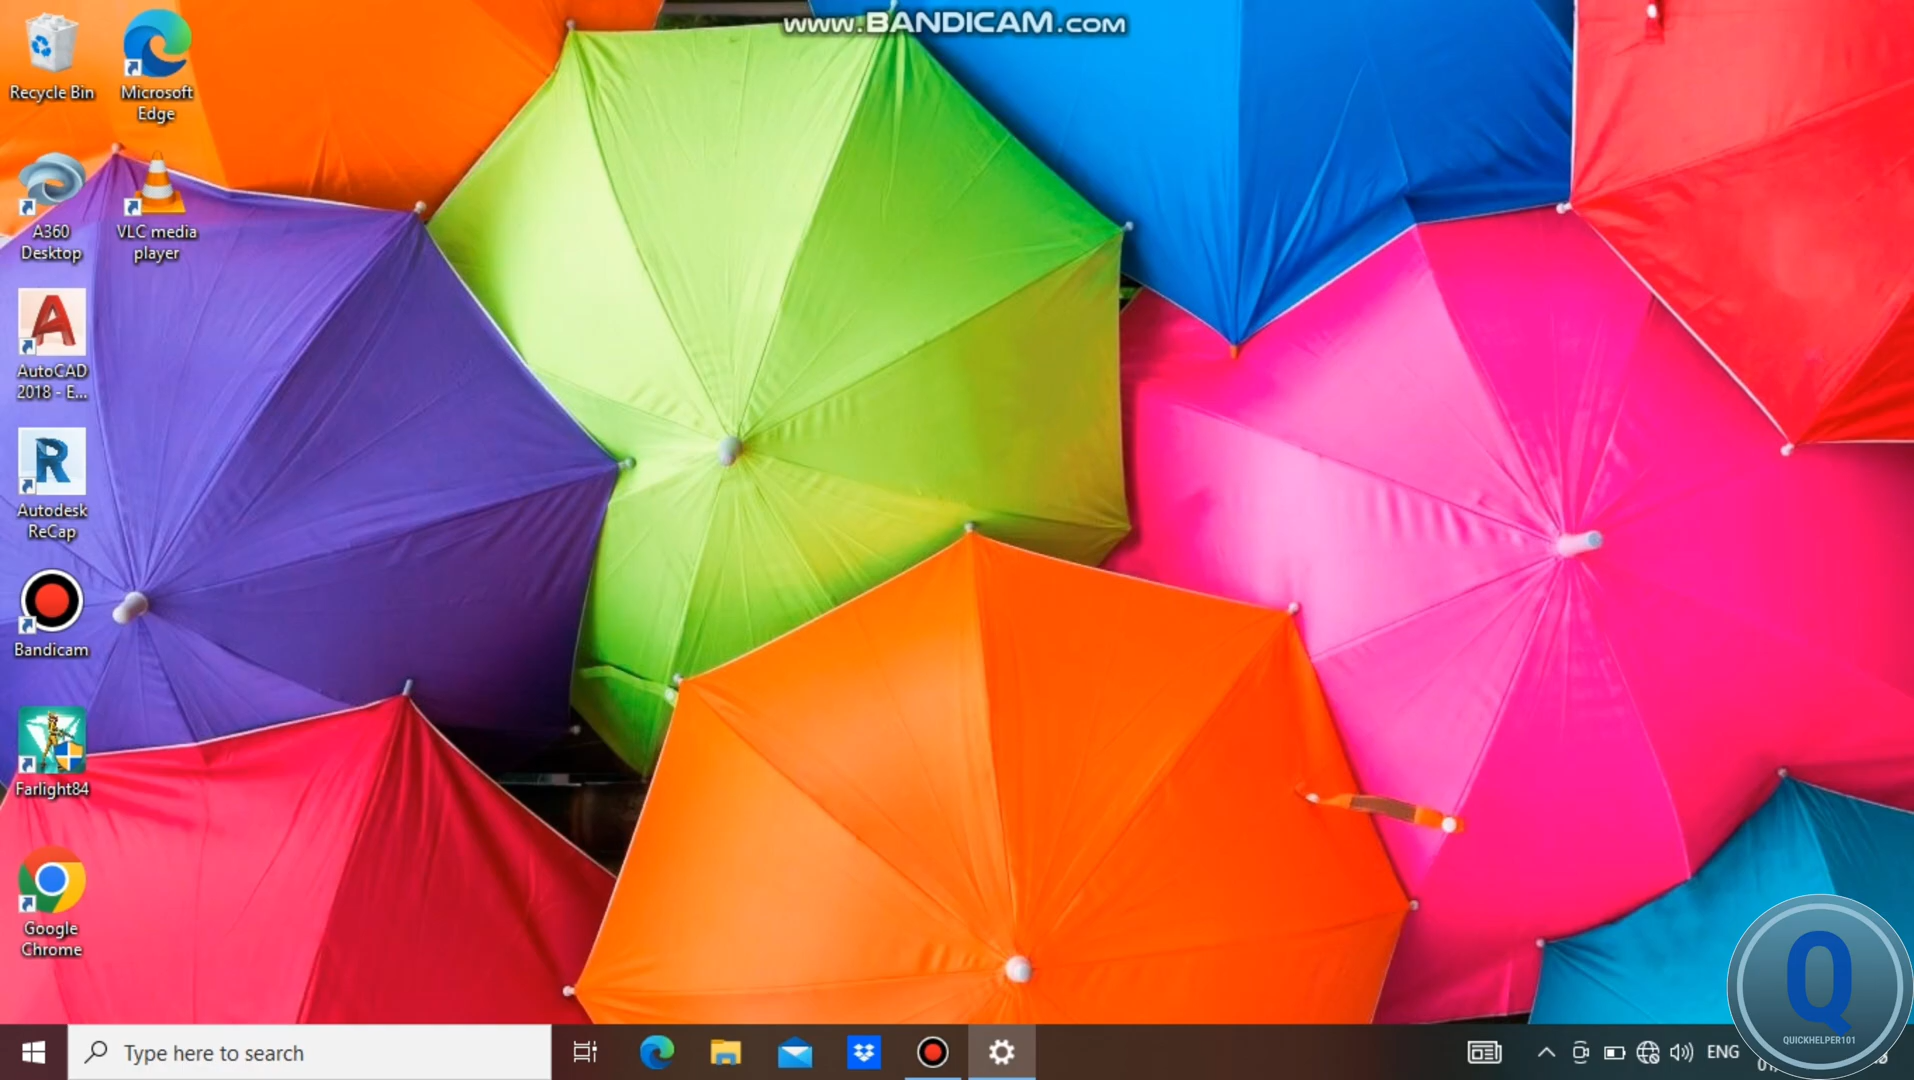 www.BANDICAM.com
Recycle Bin
Microsoft
Edge
A360
Desktop
VLC media
player
AutoCAD
2018 - E...
Autodesk
ReCap
Bandicam
Farlight84
Google
Chrome
Type here to search
ENG
QUICKHELPER101